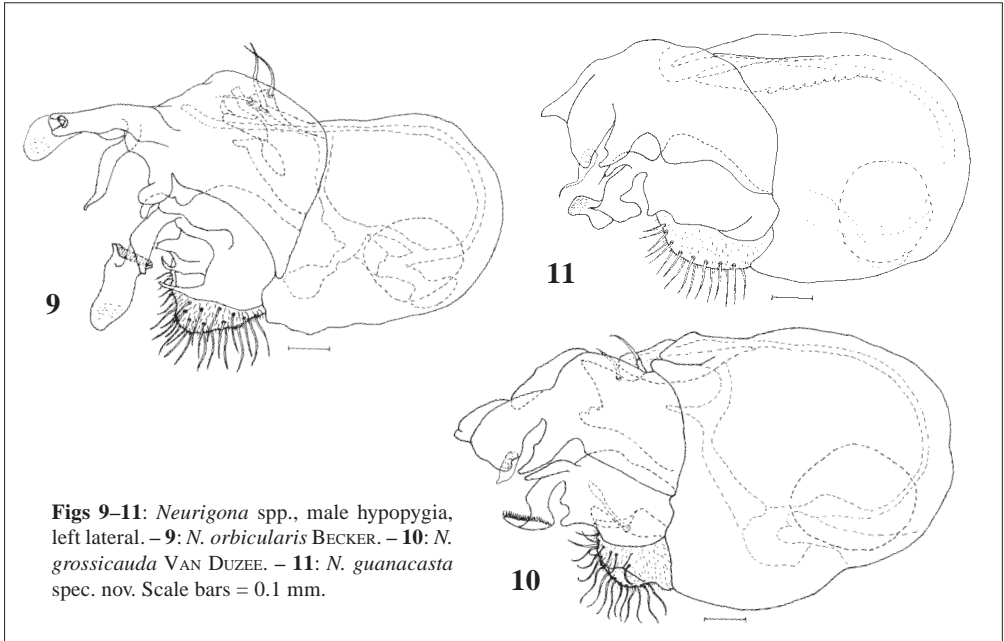 9
11
10
Figs 9–11: Neurigona spp., male hypopygia,
left lateral. – 9: N. orbicularis BECKER. – 10: N.
grossicauda VAN DUZEE. – 11: N. guanacasta
spec. nov. Scale bars = 0.1 mm.